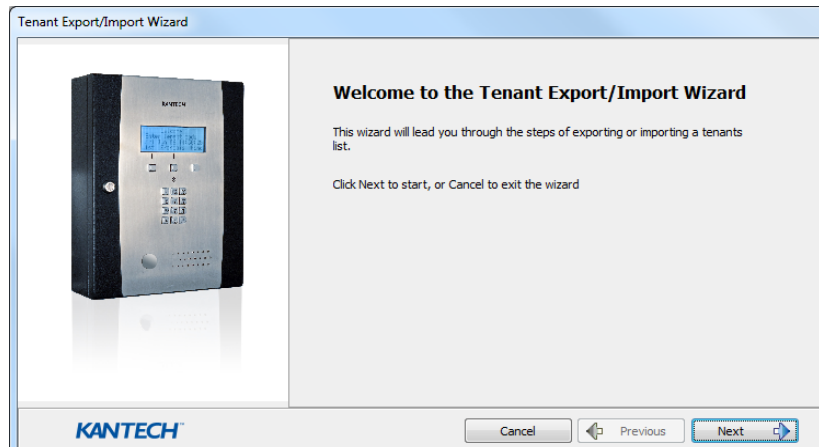 Tenant Export/Import Wizard
KANTECH
Welcome to the Tenant Export/Import Wizard
This wizard will lead you through the steps of exporting or importing a tenants
list.
Click Next to start, or Cancel to exit the wizard
KANTECH
Cancel
Previous
Next